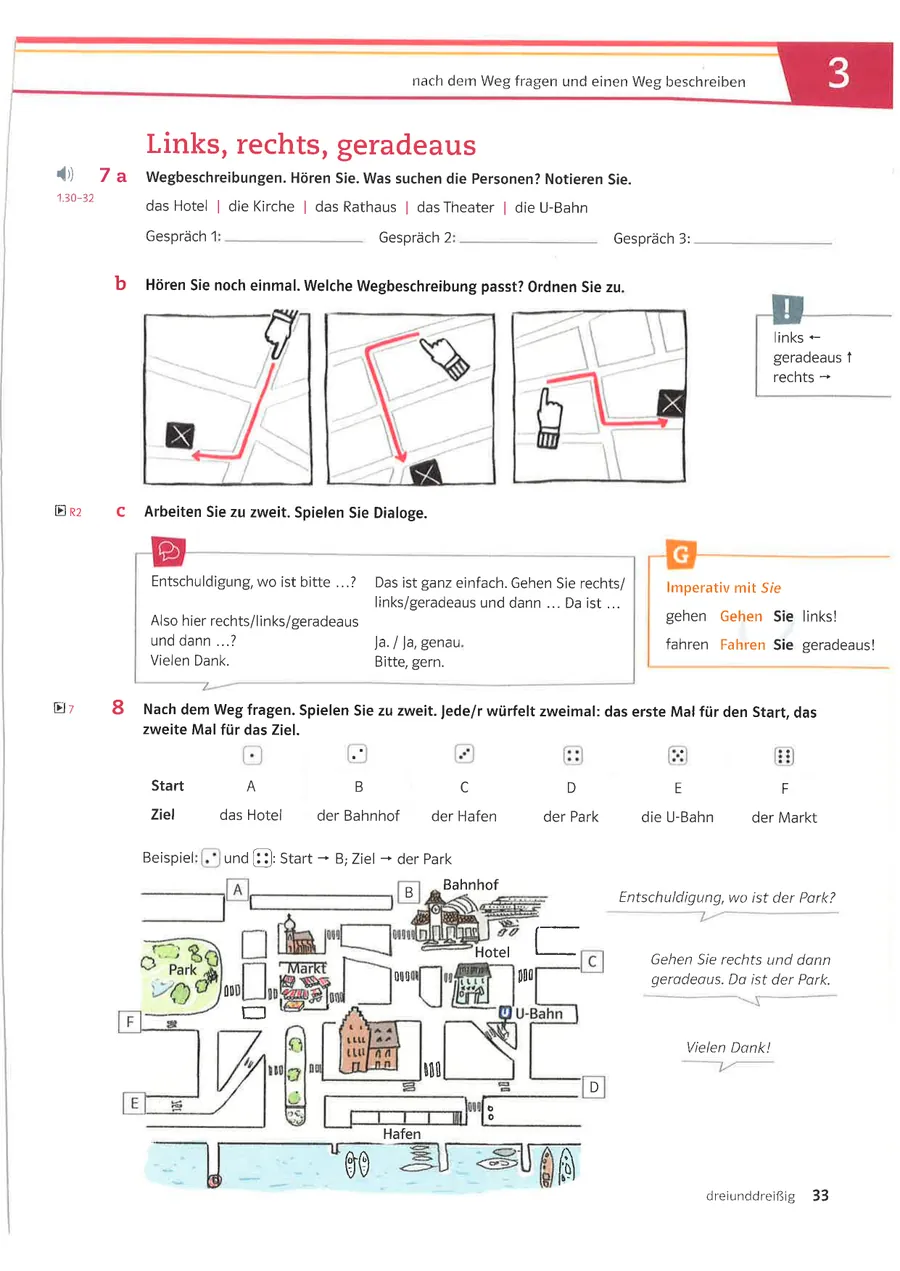 nach dem Weg fragen und einen Weg beschreiben
3
Links, rechts, geradeaus
1.30–32
7 a Wegbeschreibungen. Hören Sie. Was suchen die Personen? Notieren Sie.
das Hotel | die Kirche | das Rathaus | das Theater | die U-Bahn
Gespräch 1: Gespräch 2: Gespräch 3:
b Hören Sie noch einmal. Welche Wegbeschreibung passt? Ordnen Sie zu.
!
links ←
geradeaus ↑
rechts →
R2 c Arbeiten Sie zu zweit. Spielen Sie Dialoge.
Entschuldigung, wo ist bitte …?
Also hier rechts/links/geradeaus
und dann …?
Vielen Dank.
Das ist ganz einfach. Gehen Sie rechts/
links/geradeaus und dann … Da ist …
Ja. / Ja, genau.
Bitte, gern.
G
Imperativ mit Sie
gehen Gehen Sie links!
fahren Fahren Sie geradeaus!
7 8 Nach dem Weg fragen. Spielen Sie zu zweit. Jede/r würfelt zweimal: das erste Mal für den Start, das
zweite Mal für das Ziel.
Start A B C D E F
Ziel das Hotel der Bahnhof der Hafen der Park die U-Bahn der Markt
Beispiel: ⚁ und ⚃: Start → B; Ziel → der Park
A
B
Bahnhof
Hotel
C
Park
Markt
U-Bahn
F
D
E
Hafen
Entschuldigung, wo ist der Park?
Gehen Sie rechts und dann
geradeaus. Da ist der Park.
Vielen Dank!
dreiunddreißig 33